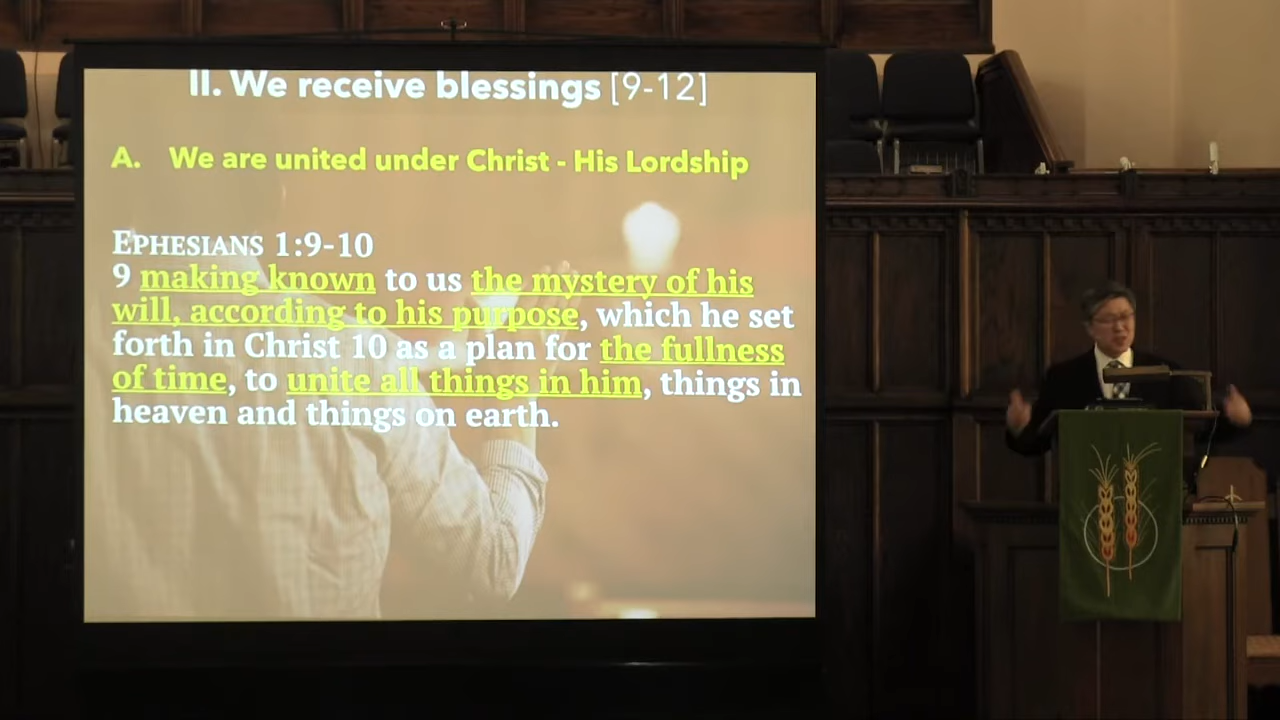 II. We receive blessings [9-12]
A. We are united under Christ - His Lordship
EPHESIANS 1:9-10
9 making known to us the mystery of his
will, according to his purpose, which he set
forth in Christ 10 as a plan for the fullness
of time, to unite all things in him, things in
heaven and things on earth.